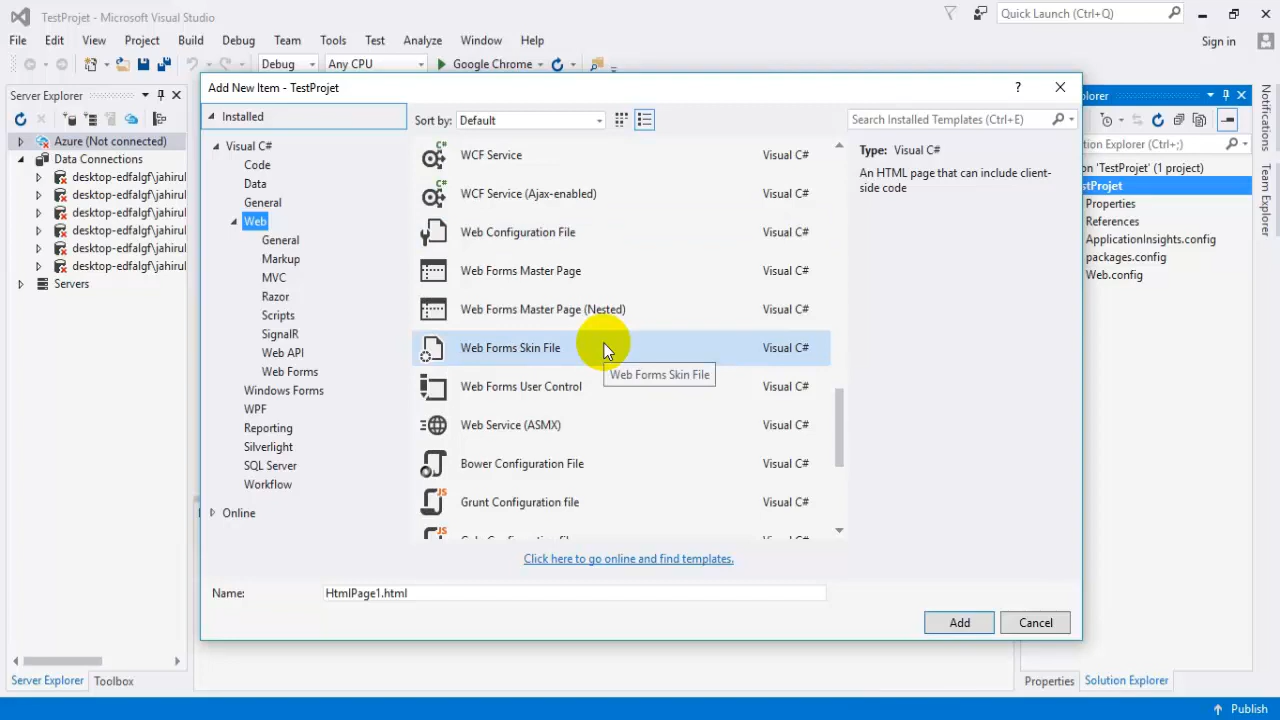 TestProjet - Microsoft Visual Studio
Quick Launch (Ctrl+Q)
File Edit View Project Build Debug Team Tools Test Analyze Window Help
Sign in
Debug Any CPU Google Chrome
Server Explorer
Azure (Not connected)
Data Connections
desktop-edfalgf\jahirul
desktop-edfalgf\jahirul
desktop-edfalgf\jahirul
desktop-edfalgf\jahirul
desktop-edfalgf\jahirul
desktop-edfalgf\jahirul
Servers
Server Explorer Toolbox
Add New Item - TestProjet
?
Installed
Visual C#
Code
Data
General
Web
General
Markup
MVC
Razor
Scripts
SignalR
Web API
Web Forms
Windows Forms
WPF
Reporting
Silverlight
SQL Server
Workflow
Online
Sort by: Default
Search Installed Templates (Ctrl+E)
WCF Service Visual C#
WCF Service (Ajax-enabled) Visual C#
Web Configuration File Visual C#
Web Forms Master Page Visual C#
Web Forms Master Page (Nested) Visual C#
Web Forms Skin File Visual C#
Web Forms Skin File
Web Forms User Control Visual C#
Web Service (ASMX) Visual C#
Bower Configuration File Visual C#
Grunt Configuration file Visual C#
Click here to go online and find templates.
Type: Visual C#
An HTML page that can include client-
side code
Name: HtmlPage1.html
Add Cancel
plorer
tion Explorer (Ctrl+;)
on 'TestProjet' (1 project)
stProjet
Properties
References
ApplicationInsights.config
packages.config
Web.config
Properties Solution Explorer
Notifications
Team Explorer
Publish